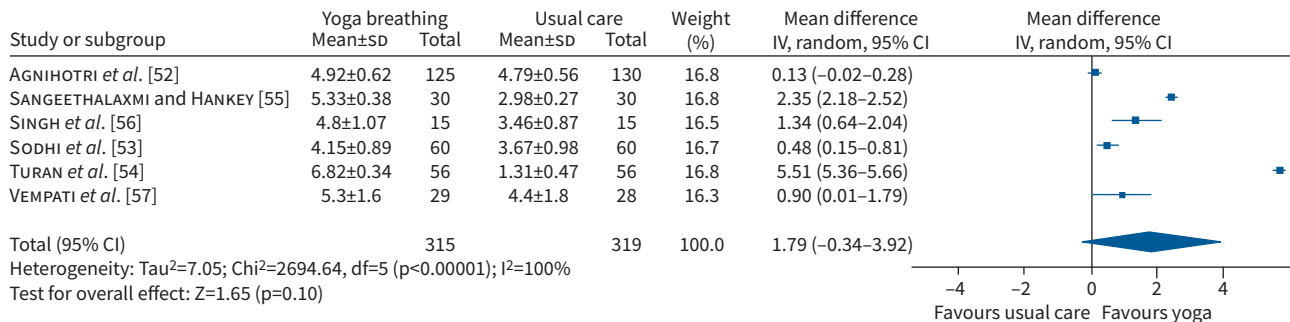 Yoga breathing Usual care Weight Mean difference Mean difference
Study or subgroup Mean±SD Total Mean±SD Total (%) IV, random, 95% CI IV, random, 95% CI
Agnihotri et al. [52] 4.92±0.62 125 4.79±0.56 130 16.8 0.13 (–0.02–0.28)
Sangeethalaxmi and Hankey [55] 5.33±0.38 30 2.98±0.27 30 16.8 2.35 (2.18–2.52)
Singh et al. [56] 4.8±1.07 15 3.46±0.87 15 16.5 1.34 (0.64–2.04)
Sodhi et al. [53] 4.15±0.89 60 3.67±0.98 60 16.7 0.48 (0.15–0.81)
Turan et al. [54] 6.82±0.34 56 1.31±0.47 56 16.8 5.51 (5.36–5.66)
Vempati et al. [57] 5.3±1.6 29 4.4±1.8 28 16.3 0.90 (0.01–1.79)
Total (95% CI) 315 319 100.0 1.79 (–0.34–3.92)
Heterogeneity: Tau²=7.05; Chi²=2694.64, df=5 (p<0.00001); I²=100%
Test for overall effect: Z=1.65 (p=0.10)
–4 –2 0 2 4
Favours usual care Favours yoga